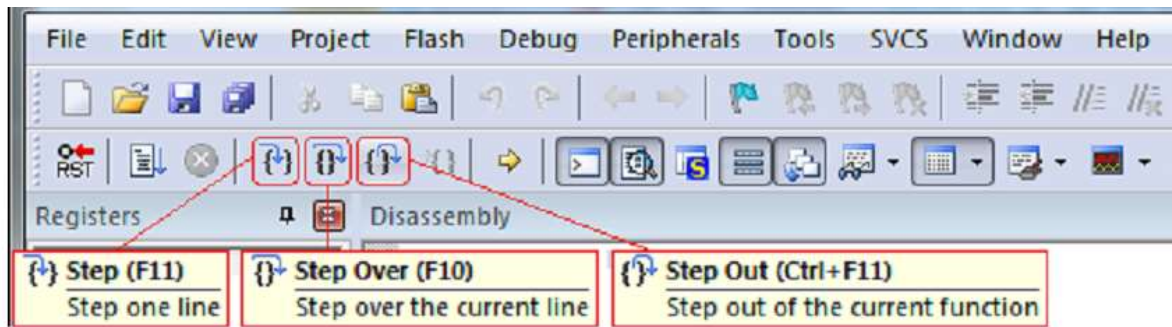 File Edit View Project Flash Debug Peripherals Tools SVCS Window Help
RST
Registers Disassembly
{} Step (F11)
Step one line
{} Step Over (F10)
Step over the current line
{} Step Out (Ctrl+F11)
Step out of the current function